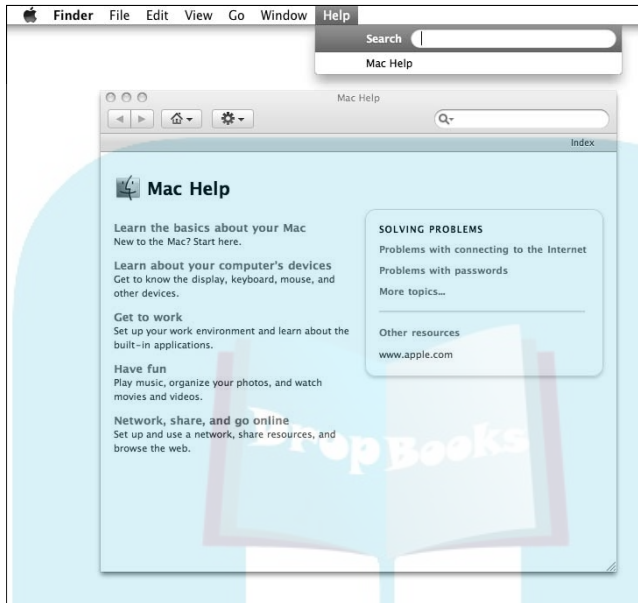 Finder File Edit View Go Window Help
Search
Mac Help
Mac Help
Index
Mac Help
Learn the basics about your Mac
New to the Mac? Start here.
Learn about your computer's devices
Get to know the display, keyboard, mouse, and
other devices.
Get to work
Set up your work environment and learn about the
built-in applications.
Have fun
Play music, organize your photos, and watch
movies and videos.
Network, share, and go online
Set up and use a network, share resources, and
browse the web.
SOLVING PROBLEMS
Problems with connecting to the Internet
Problems with passwords
More topics...
Other resources
www.apple.com
DropBooks